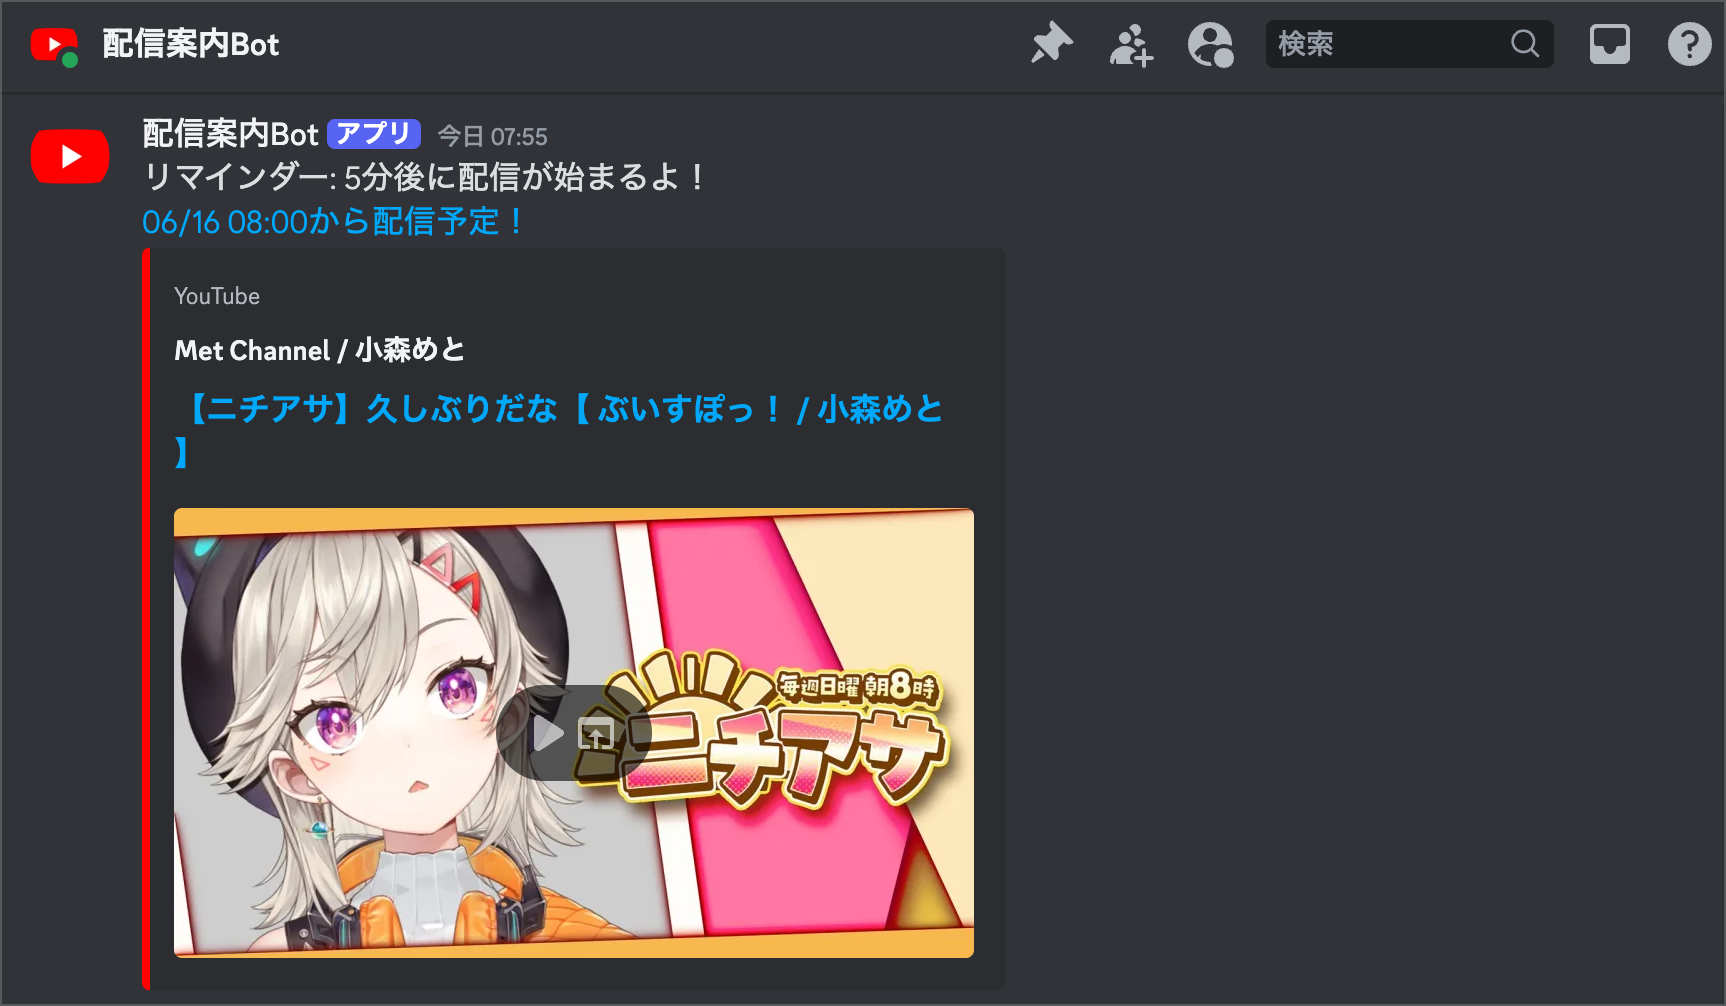 配信案内Bot
検索
配信案内Bot アプリ 今日 07:55
リマインダー: 5分後に配信が始まるよ！
06/16 08:00から配信予定！
YouTube
Met Channel / 小森めと
【ニチアサ】久しぶりだな【 ぶいすぽっ！ / 小森めと
】
毎週日曜朝8時
ニチアサ